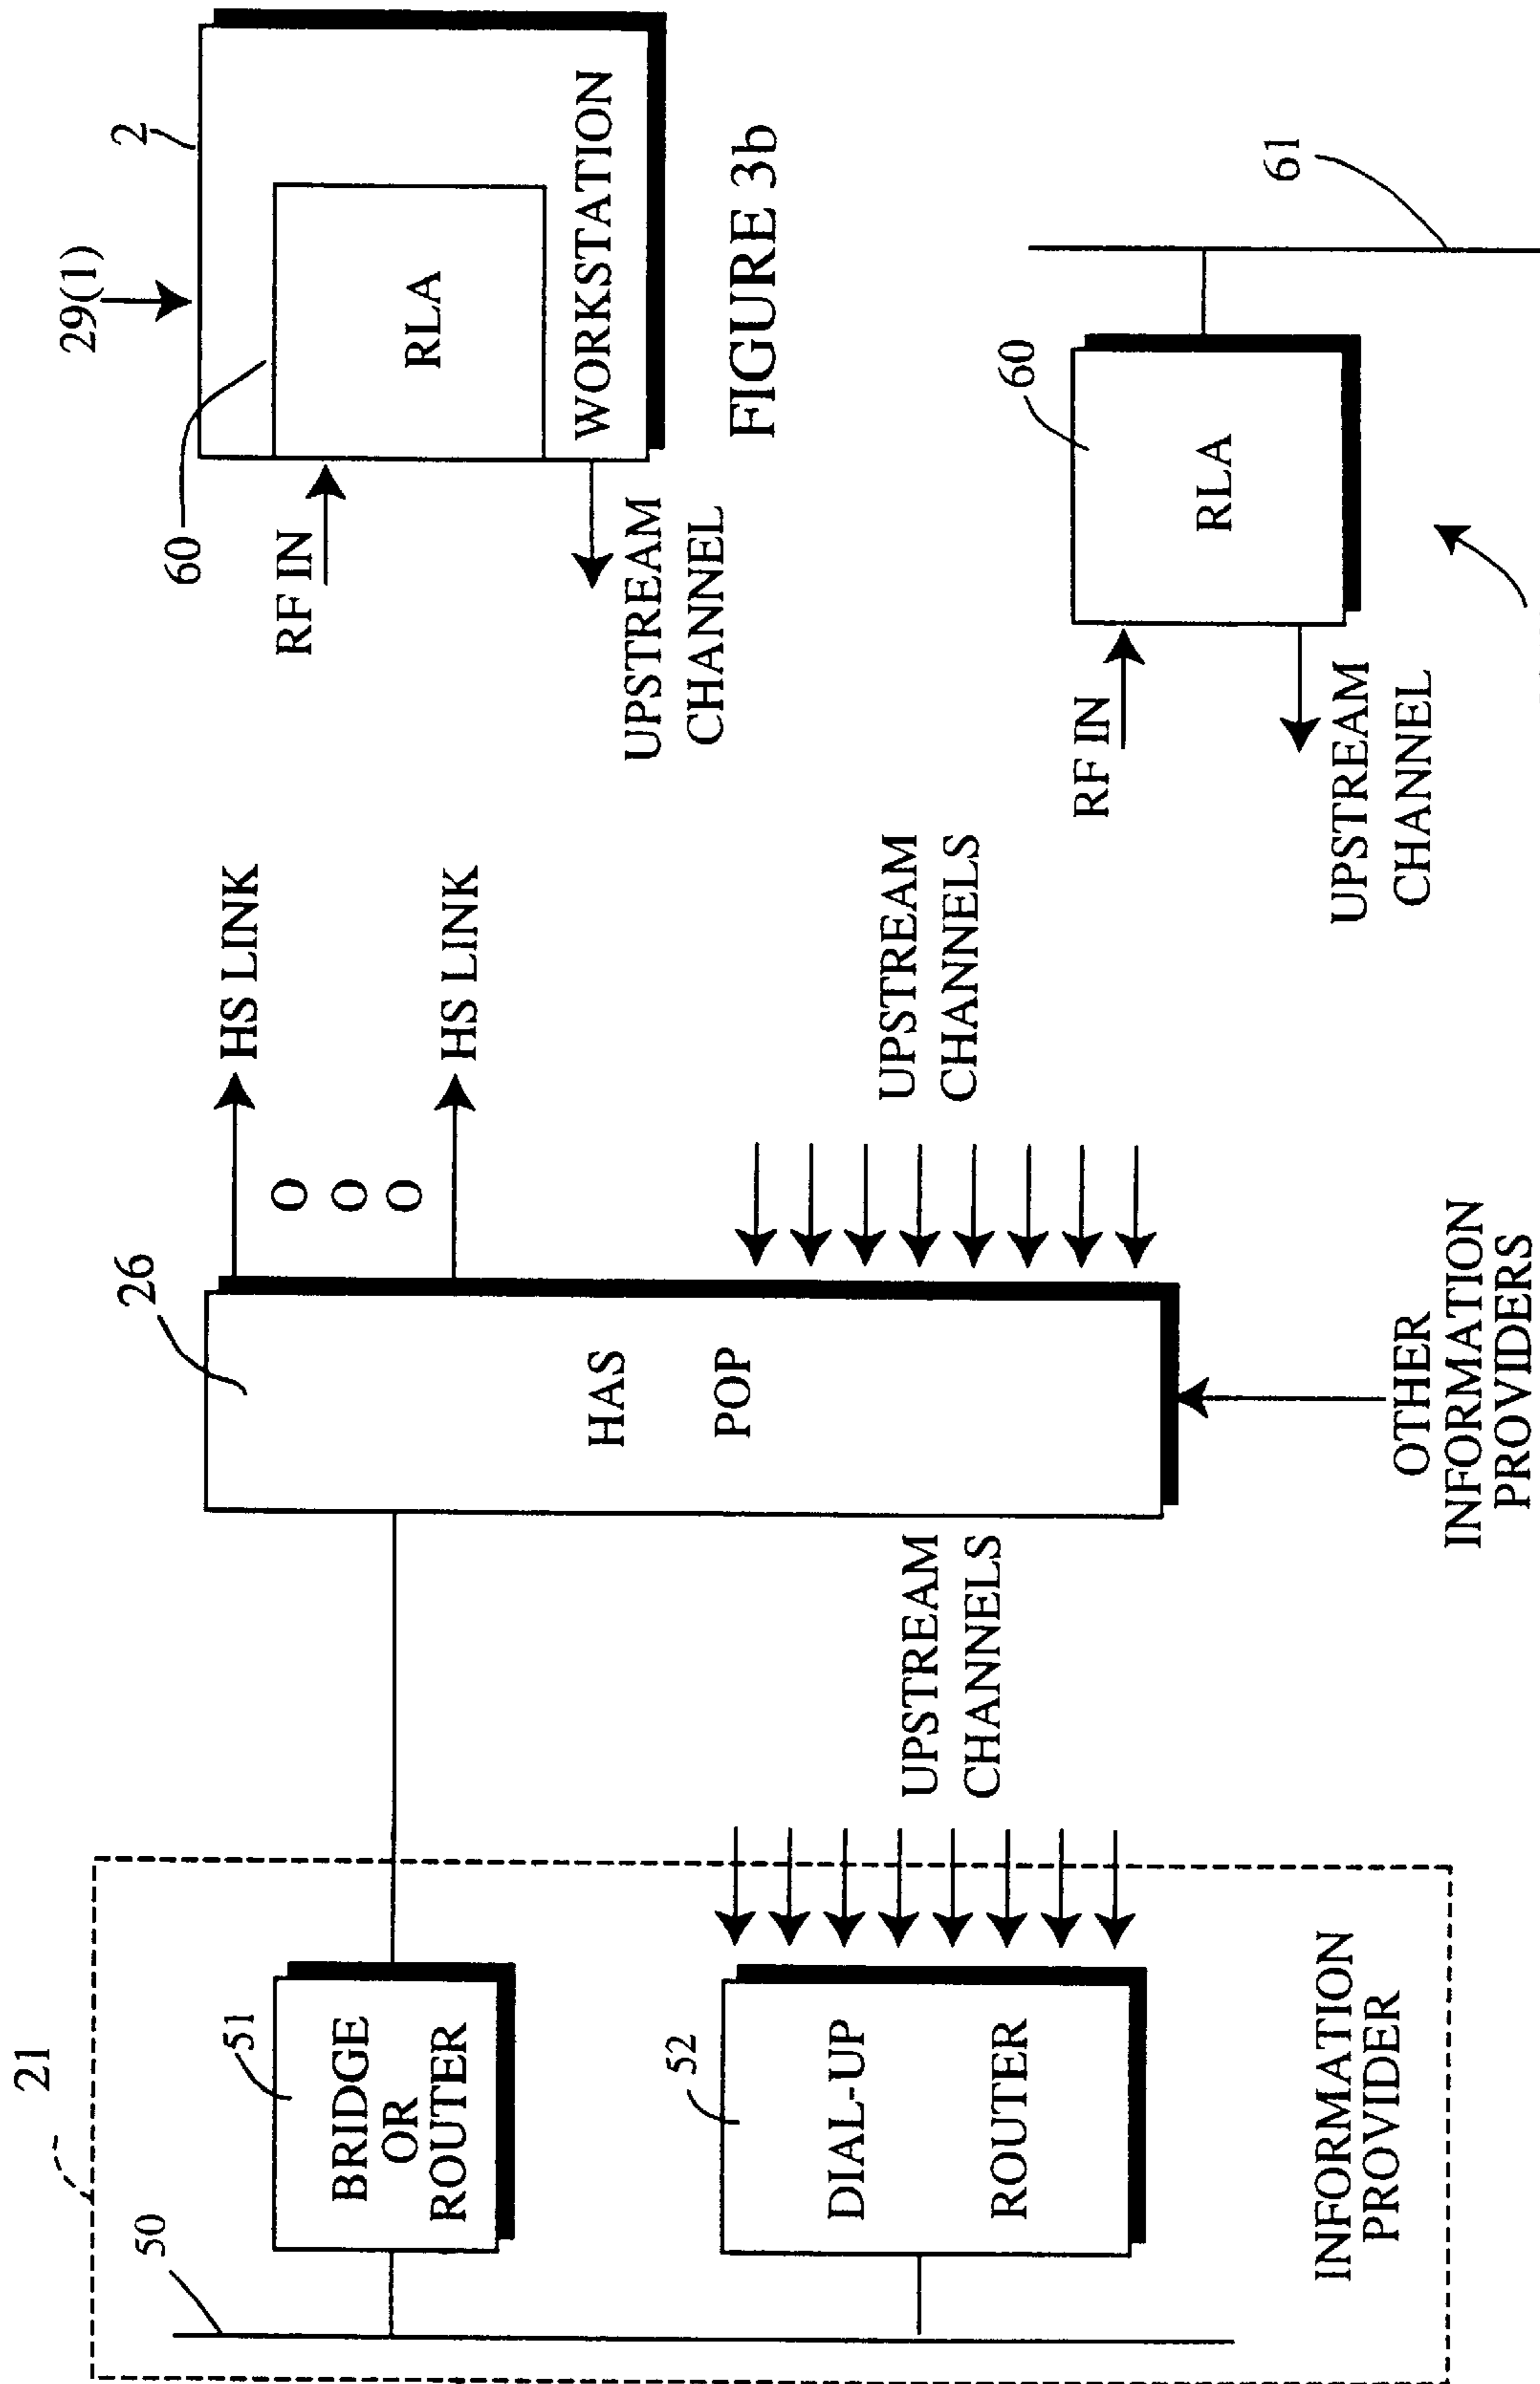 21
50
51
BRIDGE
OR
ROUTER
52
DIAL-UP
ROUTER
INFORMATION
PROVIDER
UPSTREAM
CHANNELS
26
HAS
POP
OTHER
INFORMATION
PROVIDERS
HS LINK
O
O
O
HS LINK
UPSTREAM
CHANNELS
29(1)
2
60
RLA
WORKSTATION
RF IN
UPSTREAM
CHANNEL
FIGURE 3b
60
61
RLA
RF IN
UPSTREAM
CHANNEL